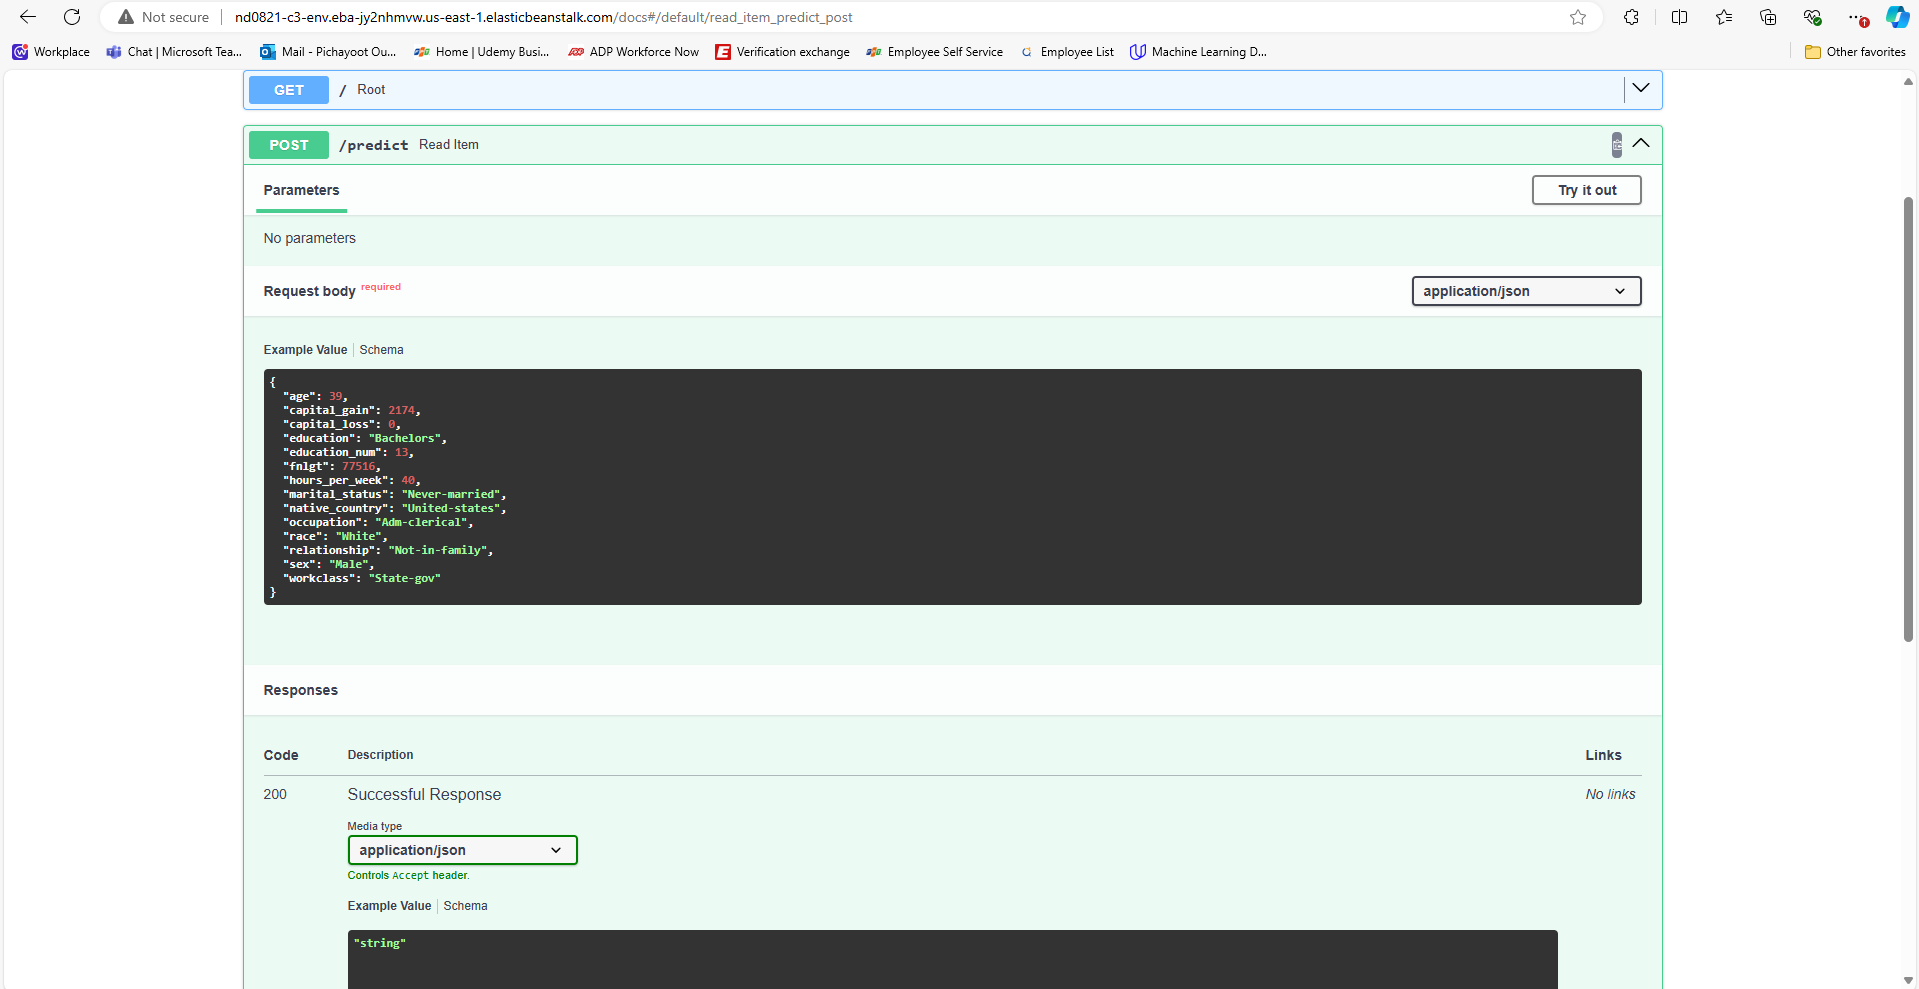 Not secure nd0821-c3-env.eba-jy2nhmvw.us-east-1.elasticbeanstalk.com/docs#/default/read_item_predict_post
Workplace Chat | Microsoft Tea... Mail - Pichayoot Ou... Home | Udemy Busi... ADP Workforce Now Verification exchange Employee Self Service Employee List Machine Learning D... Other favorites
GET / Root
POST /predict Read Item
Parameters Try it out
No parameters
Request body required application/json
Example Value Schema
{
"age": 39,
"capital_gain": 2174,
"capital_loss": 0,
"education": "Bachelors",
"education_num": 13,
"fnlgt": 77516,
"hours_per_week": 40,
"marital_status": "Never-married",
"native_country": "United-states",
"occupation": "Adm-clerical",
"race": "White",
"relationship": "Not-in-family",
"sex": "Male",
"workclass": "State-gov"
}
Responses
Code Description Links
200 Successful Response No links
Media type
application/json
Controls Accept header.
Example Value Schema
"string"